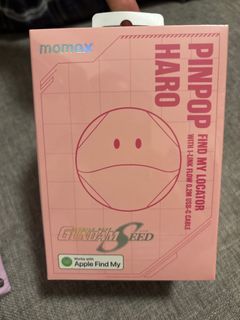 momax
PINPOP
HARO
FIND MY LOCATOR
WITH 1-LINK FLOW 0.2M USB-C CABLE
GUNDAM SEED
Works with
Apple Find My